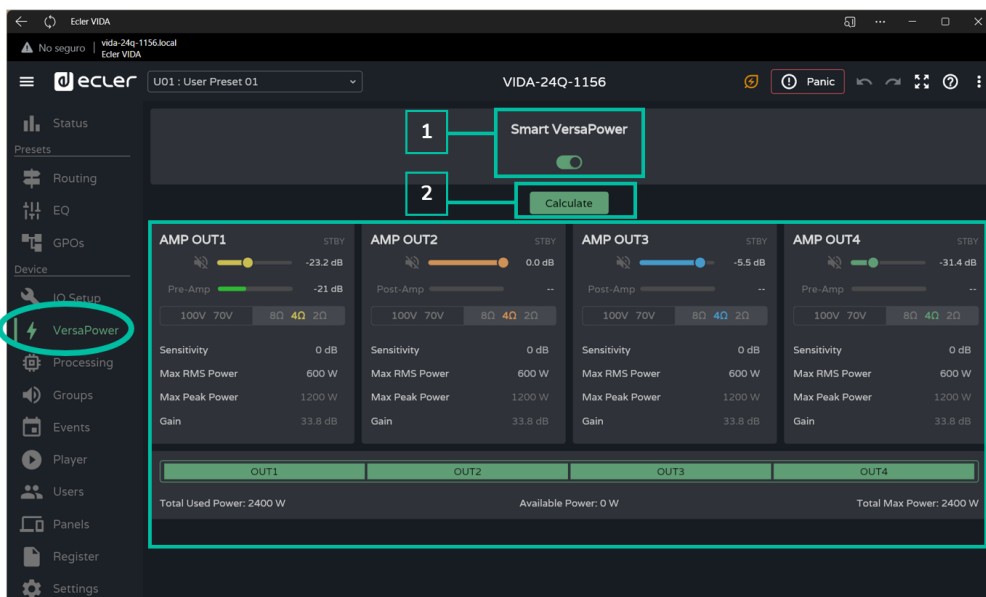 Ecler VIDA
No seguro
vida-24q-1156.local
Ecler VIDA
ecler
U01 : User Preset 01
VIDA-24Q-1156
Panic
Status
Presets
Routing
EQ
GPOs
Device
IO Setup
VersaPower
Processing
Groups
Events
Player
Users
Panels
Register
Settings
1
Smart VersaPower
2
Calculate
AMP OUT1 STBY
-23.2 dB
Pre-Amp -21 dB
100V 70V 8Ω 4Ω 2Ω
Sensitivity 0 dB
Max RMS Power 600 W
Max Peak Power 1200 W
Gain 33.8 dB
AMP OUT2 STBY
0.0 dB
Post-Amp --
100V 70V 8Ω 4Ω 2Ω
Sensitivity 0 dB
Max RMS Power 600 W
Max Peak Power 1200 W
Gain 33.8 dB
AMP OUT3 STBY
-5.5 dB
Post-Amp --
100V 70V 8Ω 4Ω 2Ω
Sensitivity 0 dB
Max RMS Power 600 W
Max Peak Power 1200 W
Gain 33.8 dB
AMP OUT4 STBY
-31.4 dB
Pre-Amp --
100V 70V 8Ω 4Ω 2Ω
Sensitivity 0 dB
Max RMS Power 600 W
Max Peak Power 1200 W
Gain 33.8 dB
OUT1 OUT2 OUT3 OUT4
Total Used Power: 2400 W Available Power: 0 W Total Max Power: 2400 W